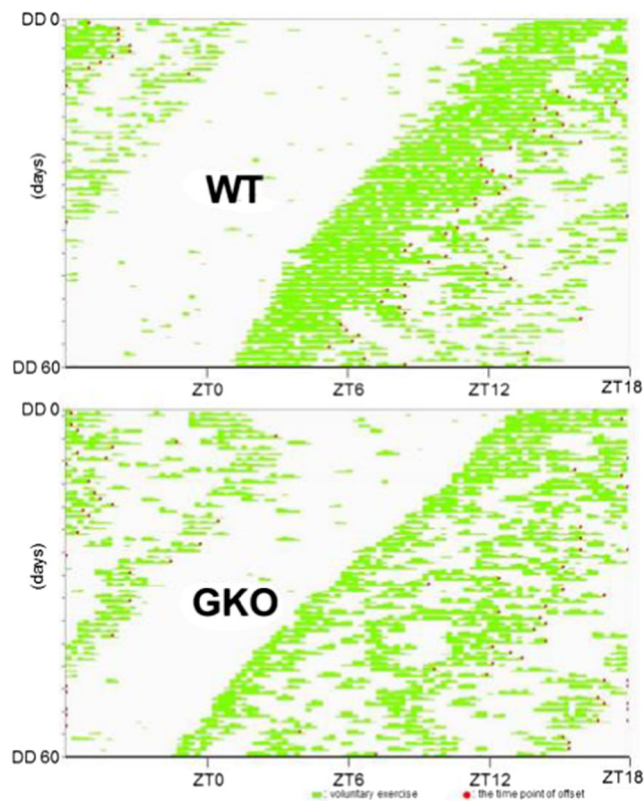 DD 0
WT
(days)
DD 60
ZT0 ZT6 ZT12 ZT18
DD 0
GKO
(days)
DD 60
ZT0 ZT6 ZT12 ZT18
: voluntary exercise : the time point of offset